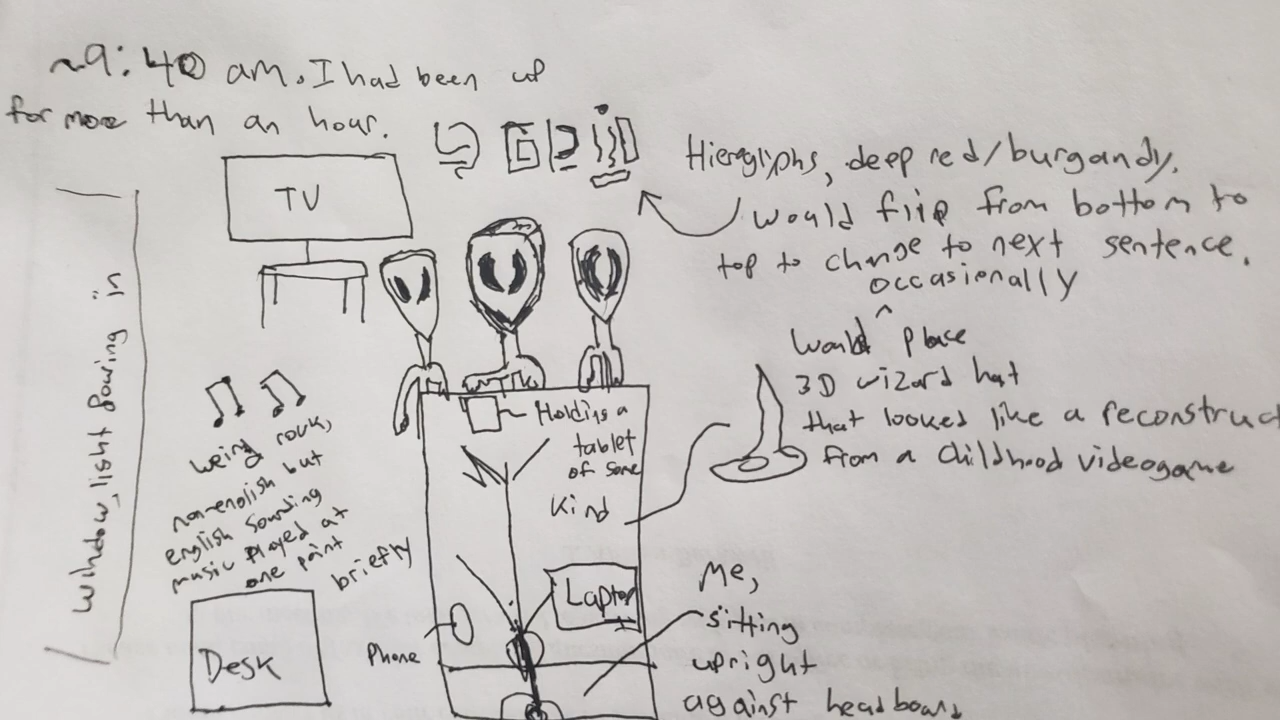 ~9:40 am. I had been up
for more than an hour.
TV
Hieroglyphs, deep red/burgandy.
would flip from bottom to
top to change to next sentence.
occasionally
would ^ place
3D wizard hat
that looked like a reconstruct
from a childhood videogame
Window, light pouring in
weird rock,
non-english but
english sounding
music played at
one point
briefly
Holding a
tablet
of some
kind
Laptop
Phone
Desk
Me,
sitting
upright
against headboard